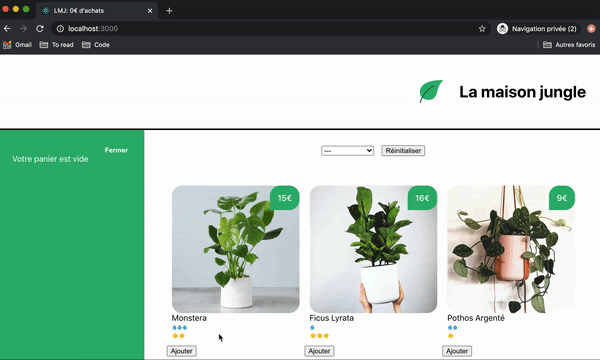 LMJ: 0€ d'achats
localhost:3000
Navigation privée (2)
Gmail
To read
Code
Autres favoris
La maison jungle
Fermer
Votre panier est vide
---
Réinitialiser
15€
16€
9€
Monstera
Ficus Lyrata
Pothos Argenté
Ajouter
Ajouter
Ajouter